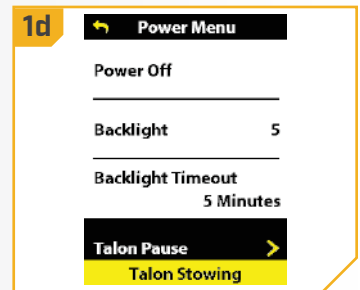 1d
Power Menu
Power Off
Backlight 5
Backlight Timeout
5 Minutes
Talon Pause
Talon Stowing